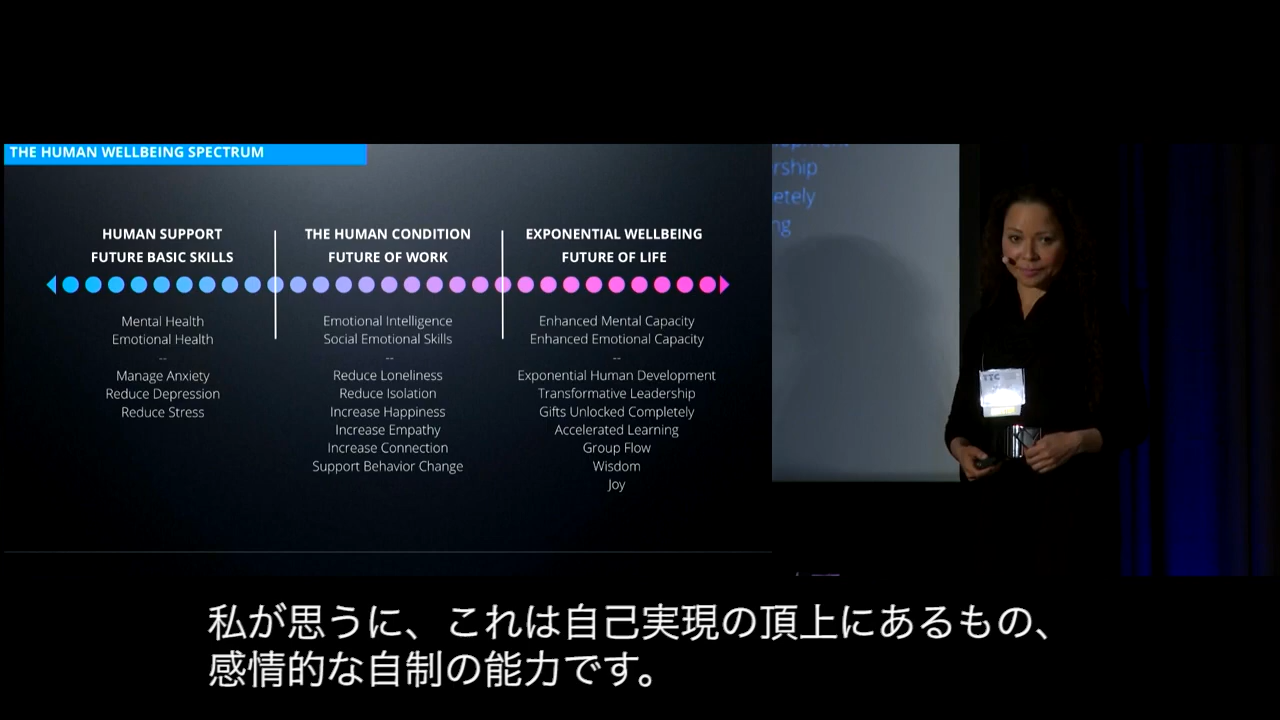 THE HUMAN WELLBEING SPECTRUM
HUMAN SUPPORT
FUTURE BASIC SKILLS
Mental Health
Emotional Health
--
Manage Anxiety
Reduce Depression
Reduce Stress
THE HUMAN CONDITION
FUTURE OF WORK
Emotional Intelligence
Social Emotional Skills
--
Reduce Loneliness
Reduce Isolation
Increase Happiness
Increase Empathy
Increase Connection
Support Behavior Change
EXPONENTIAL WELLBEING
FUTURE OF LIFE
Enhanced Mental Capacity
Enhanced Emotional Capacity
--
Exponential Human Development
Transformative Leadership
Gifts Unlocked Completely
Accelerated Learning
Group Flow
Wisdom
Joy
rship
etely
ng
TTC
私が思うに、これは自己実現の頂上にあるもの、
感情的な自制の能力です。